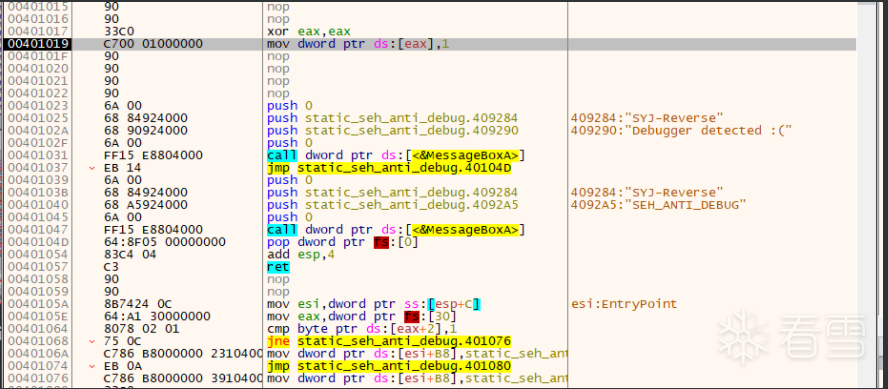 00401015 90 nop
00401016 90 nop
00401017 33C0 xor eax,eax
00401019 C700 01000000 mov dword ptr ds:[eax],1
0040101F 90 nop
00401020 90 nop
00401021 90 nop
00401022 90 nop
00401023 6A 00 push 0
00401025 68 84924000 push static_seh_anti_debug.409284 409284:"SYJ-Reverse"
0040102A 68 90924000 push static_seh_anti_debug.409290 409290:"Debugger detected :("
0040102F 6A 00 push 0
00401031 FF15 E8804000 call dword ptr ds:[<&MessageBoxA>]
00401037 EB 14 jmp static_seh_anti_debug.40104D
00401039 6A 00 push 0
0040103B 68 84924000 push static_seh_anti_debug.409284 409284:"SYJ-Reverse"
00401040 68 A5924000 push static_seh_anti_debug.4092A5 4092A5:"SEH_ANTI_DEBUG"
00401045 6A 00 push 0
00401047 FF15 E8804000 call dword ptr ds:[<&MessageBoxA>]
0040104D 64:8F05 00000000 pop dword ptr fs:[0]
00401054 83C4 04 add esp,4
00401057 C3 ret
00401058 90 nop
00401059 90 nop
0040105A 8B7424 0C mov esi,dword ptr ss:[esp+C] esi:EntryPoint
0040105E 64:A1 30000000 mov eax,dword ptr fs:[30]
00401064 8078 02 01 cmp byte ptr ds:[eax+2],1
00401068 75 0C jne static_seh_anti_debug.401076
0040106A C786 B8000000 2310400 mov dword ptr ds:[esi+B8],static_seh_ant
00401074 EB 0A jmp static_seh_anti_debug.401080
00401076 C786 B8000000 3910400 mov dword ptr ds:[esi+B8],static_seh_ant
看雪